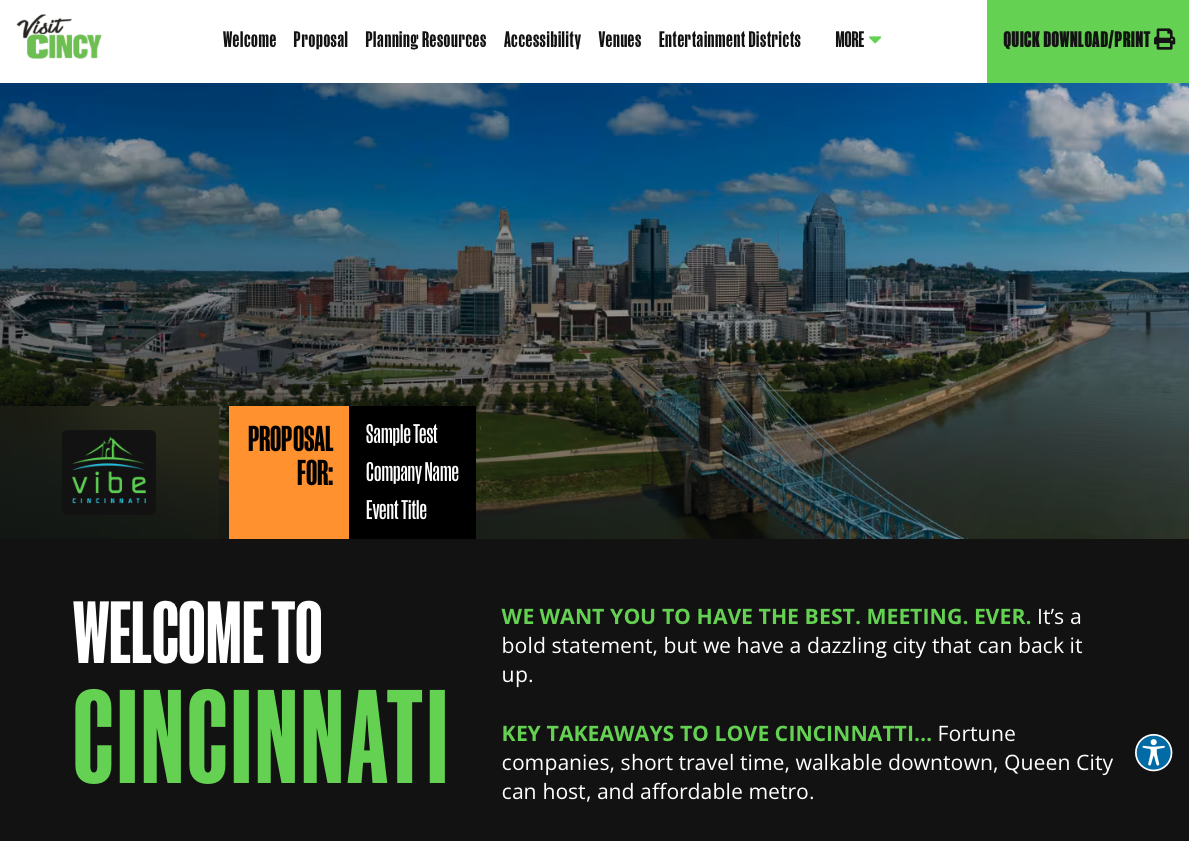 Visit
CINCY
Welcome Proposal Planning Resources Accessibility Venues Entertainment Districts MORE
QUICK DOWNLOAD/PRINT
vibe
CINCINNATI
PROPOSAL
FOR:
Sample Test
Company Name
Event Title
WELCOME TO
CINCINNATI
WE WANT YOU TO HAVE THE BEST. MEETING. EVER. It's a
bold statement, but we have a dazzling city that can back it
up.
KEY TAKEAWAYS TO LOVE CINCINNATTI... Fortune
companies, short travel time, walkable downtown, Queen City
can host, and affordable metro.